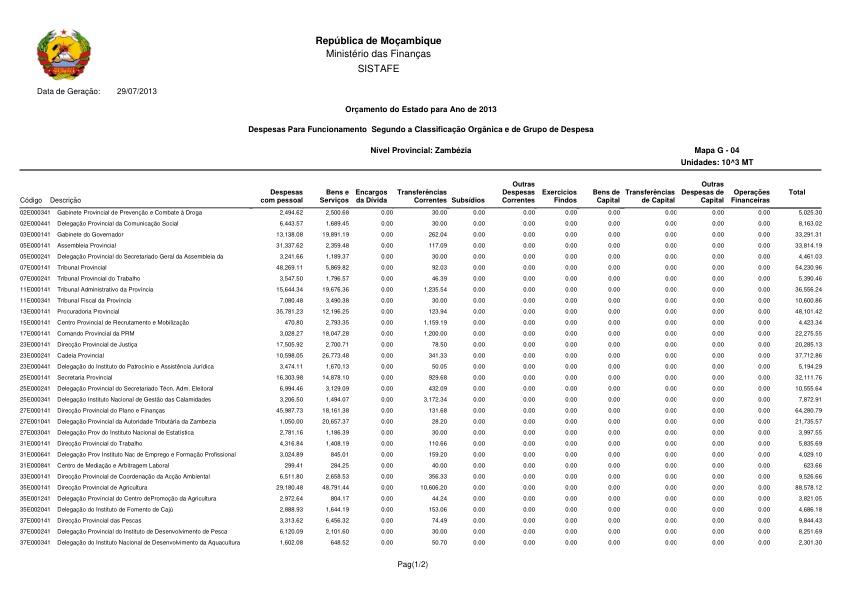 República de Moçambique
Ministério das Finanças
SISTAFE
Data de Geração: 29/07/2013
Orçamento do Estado para Ano de 2013
Despesas Para Funcionamento Segundo a Classificação Orgânica e de Grupo de Despesa
Nível Provincial: Zambézia Mapa G - 04
Unidades: 10^3 MT
Código Descrição Despesas com pessoal Bens e Serviços Encargos da Dívida Transferências Correntes Subsídios Outras Despesas Correntes Exercícios Findos Bens de Capital Transferências de Capital Outras Despesas de Capital Operações Financeiras Total
02E000341 Gabinete Provincial de Prevenção e Combate à Droga 2,494.62 2,500.68 0.00 30.00 0.00 0.00 0.00 0.00 0.00 0.00 0.00 5,025.30
02E000441 Delegação Provincial da Comunicação Social 6,443.57 1,689.45 0.00 30.00 0.00 0.00 0.00 0.00 0.00 0.00 0.00 8,163.02
03E000141 Gabinete do Governador 13,138.08 19,891.19 0.00 262.04 0.00 0.00 0.00 0.00 0.00 0.00 0.00 33,291.31
05E000141 Assembleia Provincial 31,337.62 2,359.48 0.00 117.09 0.00 0.00 0.00 0.00 0.00 0.00 0.00 33,814.19
05E000241 Delegação Provincial do Secretariado Geral da Assembleia da 3,241.66 1,189.37 0.00 30.00 0.00 0.00 0.00 0.00 0.00 0.00 0.00 4,461.03
07E000141 Tribunal Provincial 48,269.11 5,869.82 0.00 92.03 0.00 0.00 0.00 0.00 0.00 0.00 0.00 54,230.96
07E000241 Tribunal Provincial do Trabalho 3,547.50 1,796.57 0.00 46.39 0.00 0.00 0.00 0.00 0.00 0.00 0.00 5,390.46
11E000141 Tribunal Administrativo da Província 15,644.34 19,676.36 0.00 1,235.54 0.00 0.00 0.00 0.00 0.00 0.00 0.00 36,556.24
11E000341 Tribunal Fiscal da Província 7,080.48 3,490.38 0.00 30.00 0.00 0.00 0.00 0.00 0.00 0.00 0.00 10,600.86
13E000141 Procuradoria Provincial 35,781.23 12,196.25 0.00 123.94 0.00 0.00 0.00 0.00 0.00 0.00 0.00 48,101.42
15E000141 Centro Provincial de Recrutamento e Mobilização 470.80 2,793.35 0.00 1,159.19 0.00 0.00 0.00 0.00 0.00 0.00 0.00 4,423.34
17E000141 Comando Provincial da PRM 3,028.27 18,047.28 0.00 1,200.00 0.00 0.00 0.00 0.00 0.00 0.00 0.00 22,275.55
23E000141 Direcção Provincial de Justiça 17,505.92 2,700.71 0.00 78.50 0.00 0.00 0.00 0.00 0.00 0.00 0.00 20,285.13
23E000241 Cadeia Provincial 10,598.05 26,773.48 0.00 341.33 0.00 0.00 0.00 0.00 0.00 0.00 0.00 37,712.86
23E000441 Delegação do Instituto do Patrocínio e Assistência Jurídica 3,474.11 1,670.13 0.00 50.05 0.00 0.00 0.00 0.00 0.00 0.00 0.00 5,194.29
25E000141 Secretaria Provincial 16,303.98 14,878.10 0.00 929.68 0.00 0.00 0.00 0.00 0.00 0.00 0.00 32,111.76
25E000241 Delegação Provincial do Secretariado Técn. Adm. Eleitoral 6,994.46 3,129.09 0.00 432.09 0.00 0.00 0.00 0.00 0.00 0.00 0.00 10,555.64
25E000341 Delegação Instituto Nacional de Gestão das Calamidades 3,206.50 1,494.07 0.00 3,172.34 0.00 0.00 0.00 0.00 0.00 0.00 0.00 7,872.91
27E000141 Direcção Provincial do Plano e Finanças 45,987.73 18,161.38 0.00 131.68 0.00 0.00 0.00 0.00 0.00 0.00 0.00 64,280.79
27E001041 Delegação Provincial da Autoridade Tributária da Zambezia 1,050.00 20,657.37 0.00 28.20 0.00 0.00 0.00 0.00 0.00 0.00 0.00 21,735.57
27E003041 Delegação Prov do Instituto Nacional de Estatística 2,781.16 1,186.39 0.00 30.00 0.00 0.00 0.00 0.00 0.00 0.00 0.00 3,997.55
31E000141 Direcção Provincial do Trabalho 4,316.84 1,408.19 0.00 110.66 0.00 0.00 0.00 0.00 0.00 0.00 0.00 5,835.69
31E000641 Delegação Prov Instituto Nac de Emprego e Formação Profissional 3,024.89 845.01 0.00 159.20 0.00 0.00 0.00 0.00 0.00 0.00 0.00 4,029.10
31E000841 Centro de Mediação e Arbitragem Laboral 299.41 284.25 0.00 40.00 0.00 0.00 0.00 0.00 0.00 0.00 0.00 623.66
33E000141 Direcção Provincial de Coordenação da Acção Ambiental 6,511.80 2,658.53 0.00 356.33 0.00 0.00 0.00 0.00 0.00 0.00 0.00 9,526.66
35E000141 Direcção Provincial de Agricultura 29,180.48 48,791.44 0.00 10,606.20 0.00 0.00 0.00 0.00 0.00 0.00 0.00 88,578.12
35E001241 Delegação Provincial do Centro dePromoção da Agricultura 2,972.64 804.17 0.00 44.24 0.00 0.00 0.00 0.00 0.00 0.00 0.00 3,821.05
35E002041 Delegação do Instituto de Fomento de Cajú 2,888.93 1,644.19 0.00 153.06 0.00 0.00 0.00 0.00 0.00 0.00 0.00 4,686.18
37E000141 Direcção Provincial das Pescas 3,313.62 6,456.32 0.00 74.49 0.00 0.00 0.00 0.00 0.00 0.00 0.00 9,844.43
37E000241 Delegação Provincial do Instituto de Desenvolvimento de Pesca 6,120.09 2,101.60 0.00 30.00 0.00 0.00 0.00 0.00 0.00 0.00 0.00 8,251.69
37E000341 Delegação do Instituto Nacional de Desenvolvimento da Aquacultura 1,602.08 648.52 0.00 50.70 0.00 0.00 0.00 0.00 0.00 0.00 0.00 2,301.30
Pag(1/2)